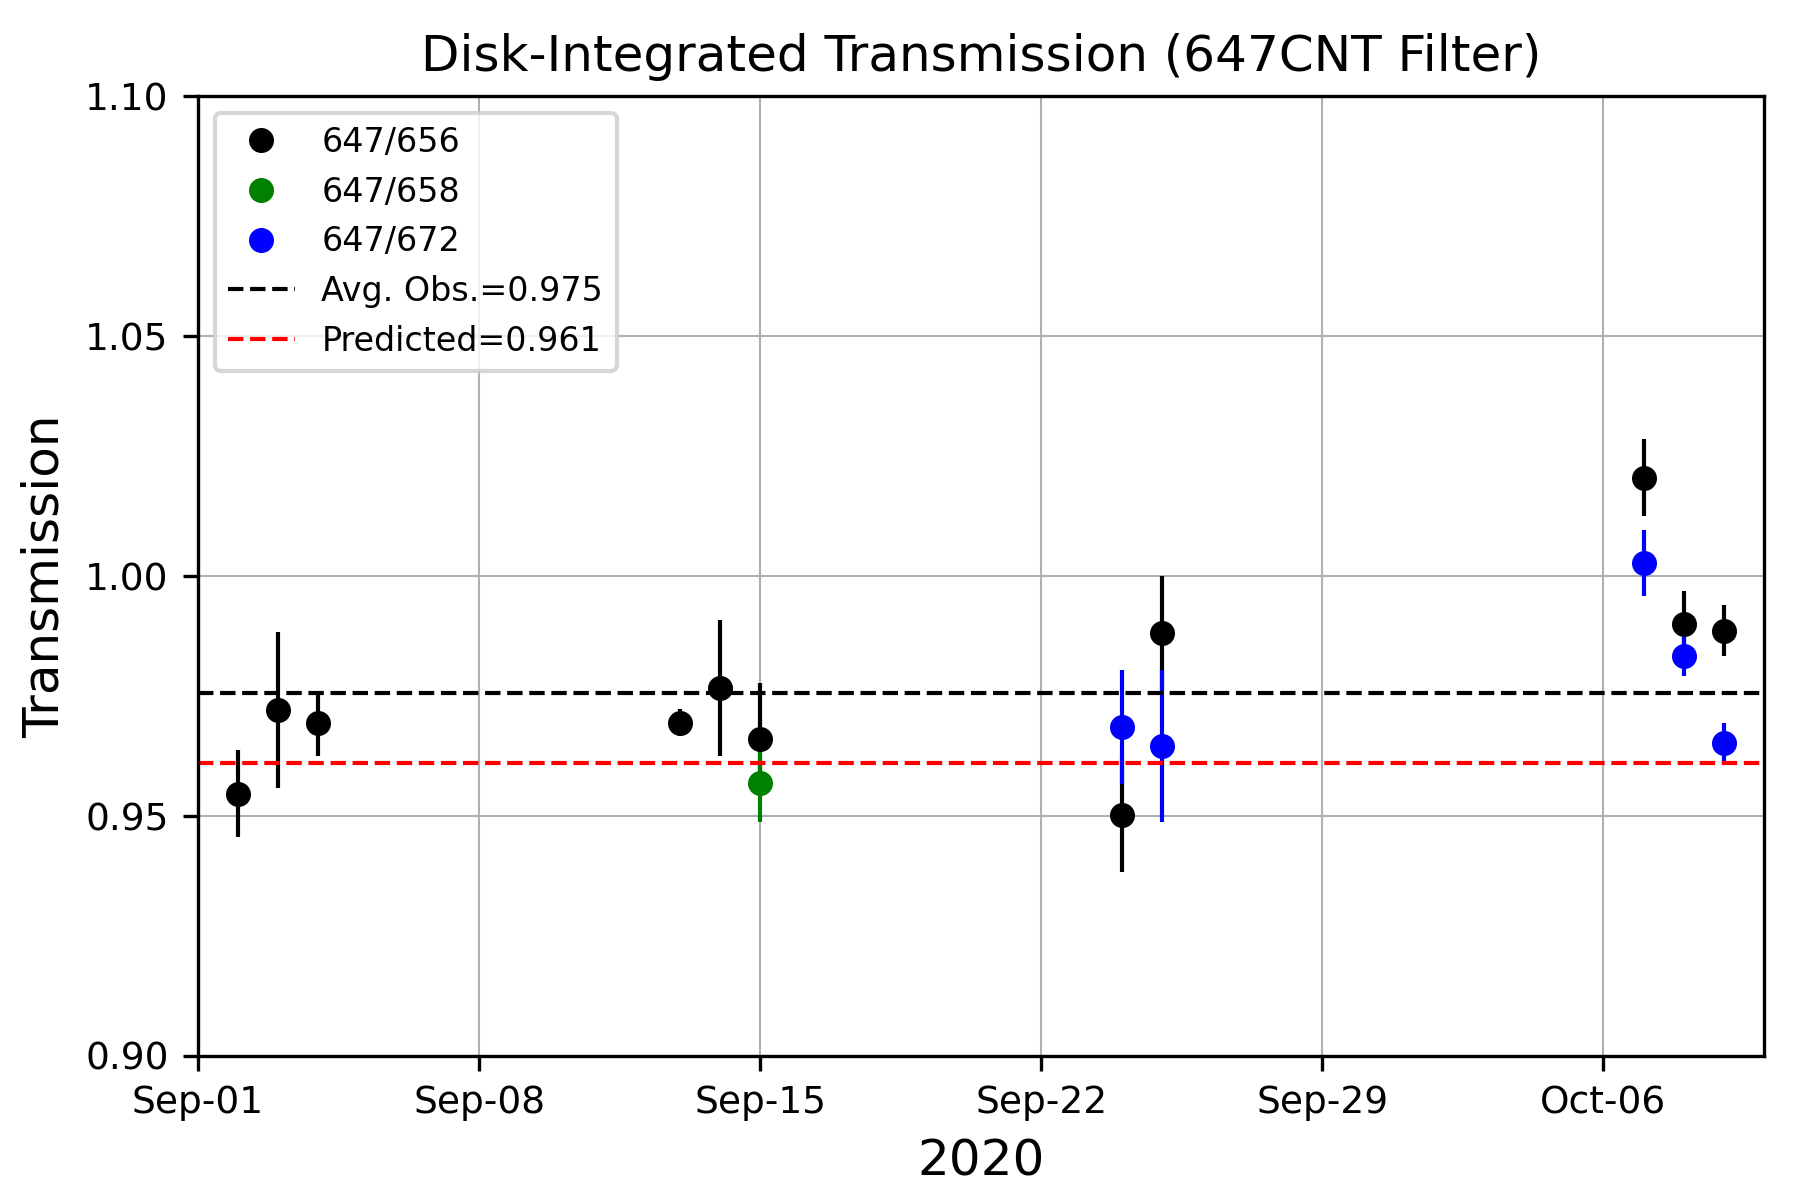 Disk-Integrated Transmission (647CNT Filter)
1.10
1.05
1.00
0.95
0.90
Transmission
647/656
647/658
647/672
Avg. Obs.=0.975
Predicted=0.961
Sep-01 Sep-08 Sep-15 Sep-22 Sep-29 Oct-06
2020